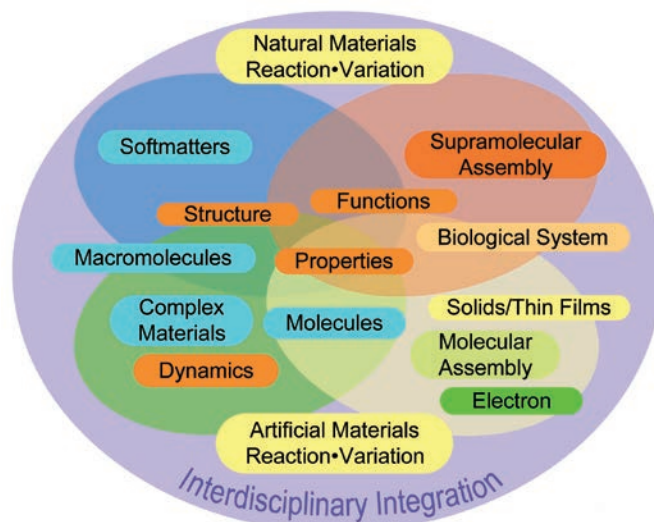 Natural Materials
Reaction•Variation
Softmatters
Supramolecular
Assembly
Functions
Structure
Biological System
Macromolecules
Properties
Solids/Thin Films
Complex
Materials
Molecules
Molecular
Assembly
Dynamics
Electron
Artificial Materials
Reaction•Variation
Interdisciplinary Integration